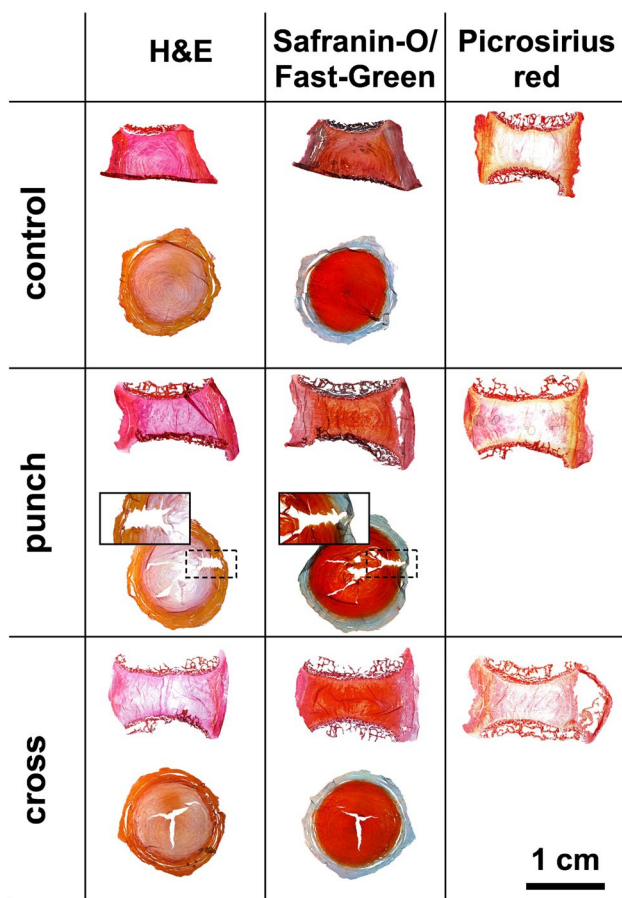 H&E
Safranin-O/
Fast-Green
Picrosirius
red
control
punch
cross
1 cm